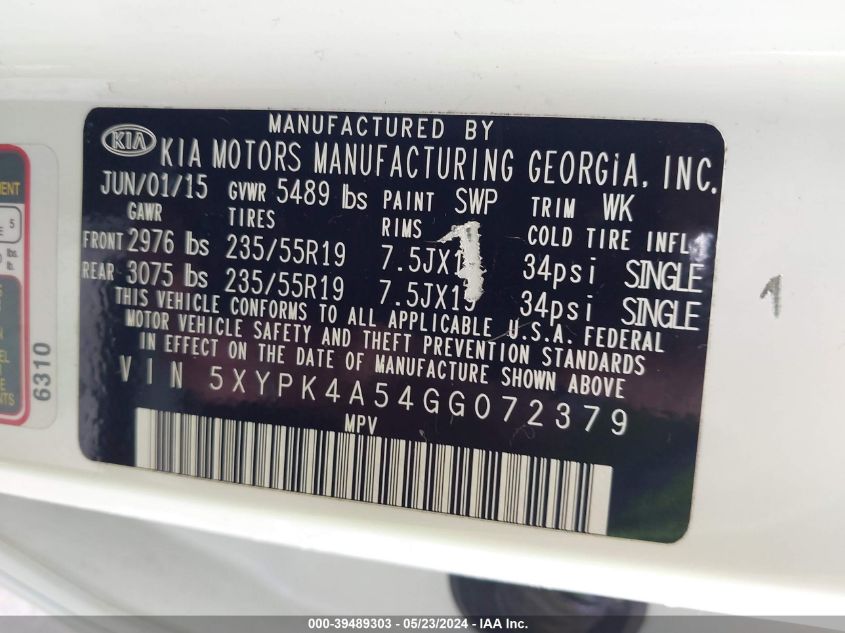 MANUFACTURED BY
KIA KIA MOTORS MANUFACTURING GEORGiA, INC.
JUN/01/15 GVWR 5489 lbs PAINT SWP TRIM WK
GAWR TIRES RIMS COLD TIRE INFL.
FRONT 2976 lbs 235/55R19 7.5JX1 34psi SINGLE
REAR 3075 lbs 235/55R19 7.5JX19 34psi SINGLE
THIS VEHICLE CONFORMS TO ALL APPLICABLE U.S.A. FEDERAL
MOTOR VEHICLE SAFETY AND THEFT PREVENTION STANDARDS
IN EFFECT ON THE DATE OF MANUFACTURE SHOWN ABOVE
VIN 5XYPK4A54GG072379
MPV
6310
5
1
000-39489303 - 05/23/2024 - IAA Inc.